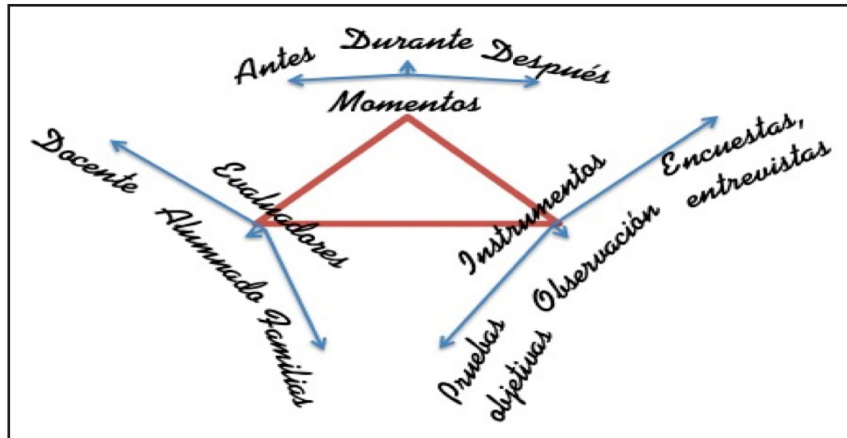 Antes
Durante
Después
Momentos
Docente
Alumnado
Familias
Evaluadores
Instrumentos
Encuestas,
entrevistas
Observación
Pruebas
objetivas